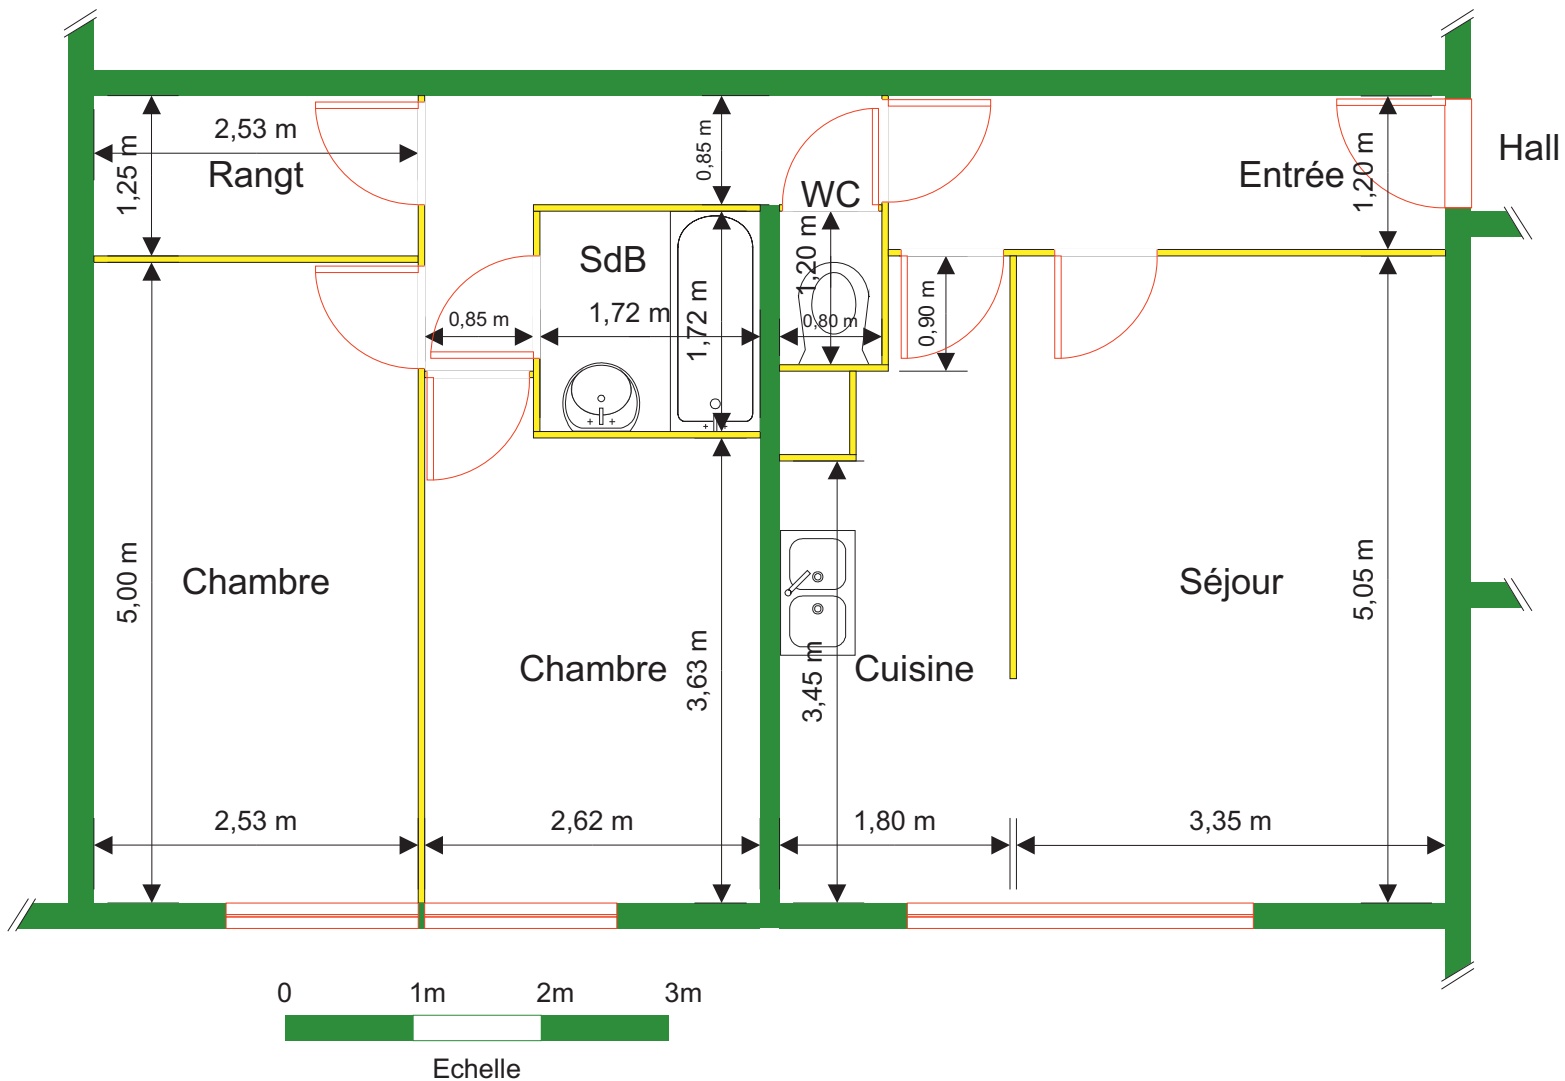 2,53 m
Rangt
1,25 m
0,85 m
WC
Entrée
1,20 m
Hall
SdB
1,72 m
1,72 m
0,85 m
1,20 m
0,80 m
0,90 m
Chambre
5,00 m
Chambre
3,63 m
Cuisine
3,45 m
Séjour
5,05 m
2,53 m
2,62 m
1,80 m
3,35 m
0
1m
2m
3m
Echelle